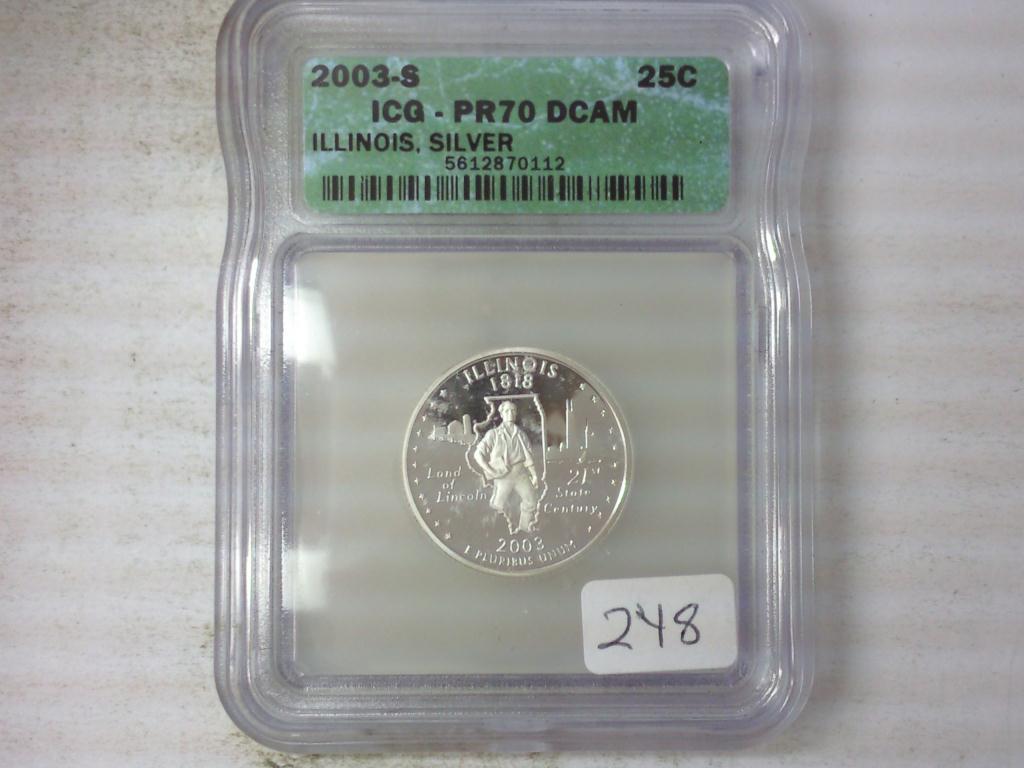 2003-S 25C
ICG - PR70 DCAM
ILLINOIS, SILVER
5612870112
ILLINOIS
1818
Land
of
Lincoln
21st
State
Century
2003
E PLURIBUS UNUM
248